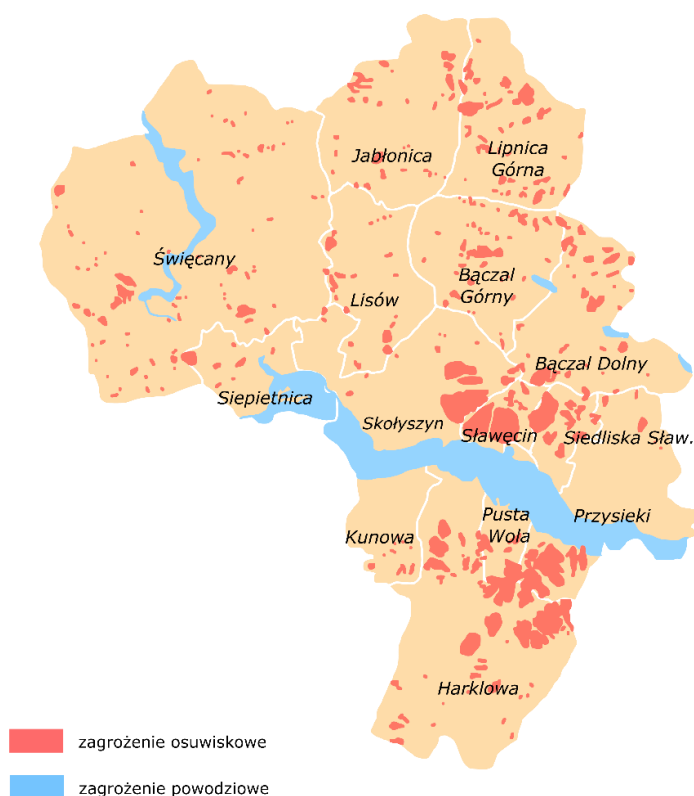 Jabłonica
Lipnica
Górna
Święcany
Bączal
Górny
Lisów
Bączal Dolny
Siepietnica
Skołyszyn
Sławęcin
Siedliska Sław.
Pusta
Wola
Przysieki
Kunowa
Harklowa
zagrożenie osuwiskowe
zagrożenie powodziowe